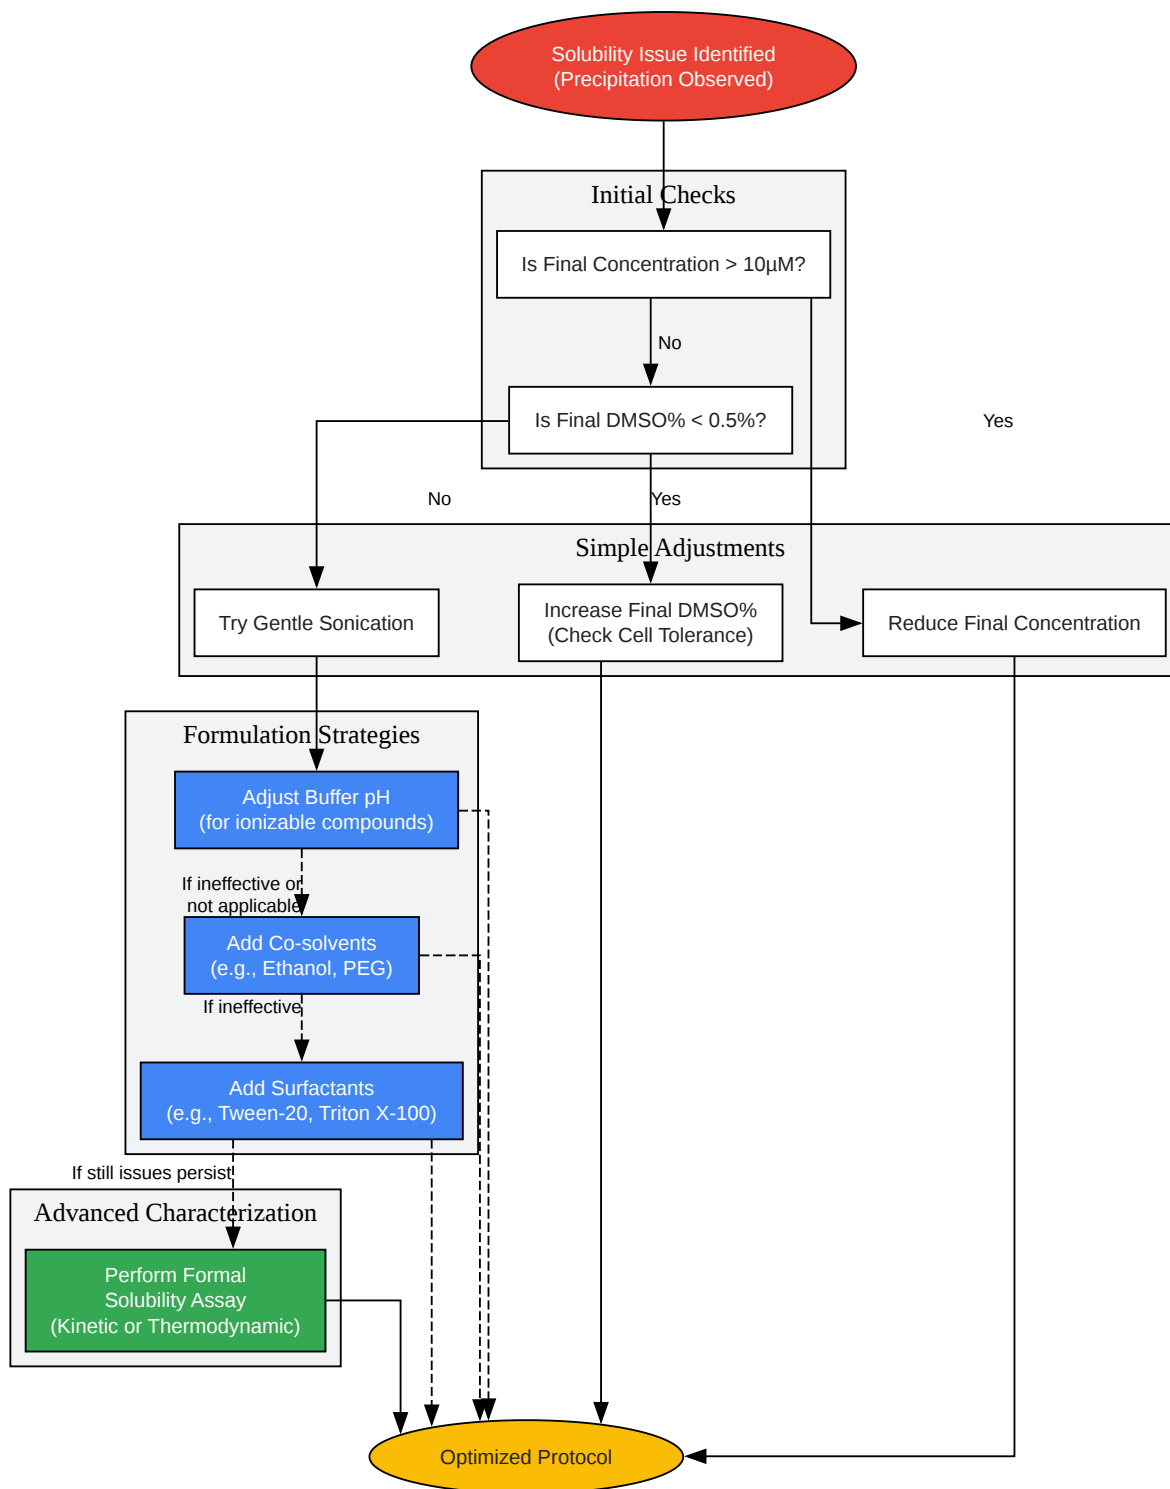 Solubility Issue Identified
(Precipitation Observed)
Initial Checks
Is Final Concentration > 10µM?
No
Is Final DMSO% < 0.5%?
Yes
No
Yes
Simple Adjustments
Try Gentle Sonication
Increase Final DMSO%
(Check Cell Tolerance)
Reduce Final Concentration
Formulation Strategies
Adjust Buffer pH
(for ionizable compounds)
If ineffective or
not applicable
Add Co-solvents
(e.g., Ethanol, PEG)
If ineffective
Add Surfactants
(e.g., Tween-20, Triton X-100)
If still issues persist
Advanced Characterization
Perform Formal
Solubility Assay
(Kinetic or Thermodynamic)
Optimized Protocol